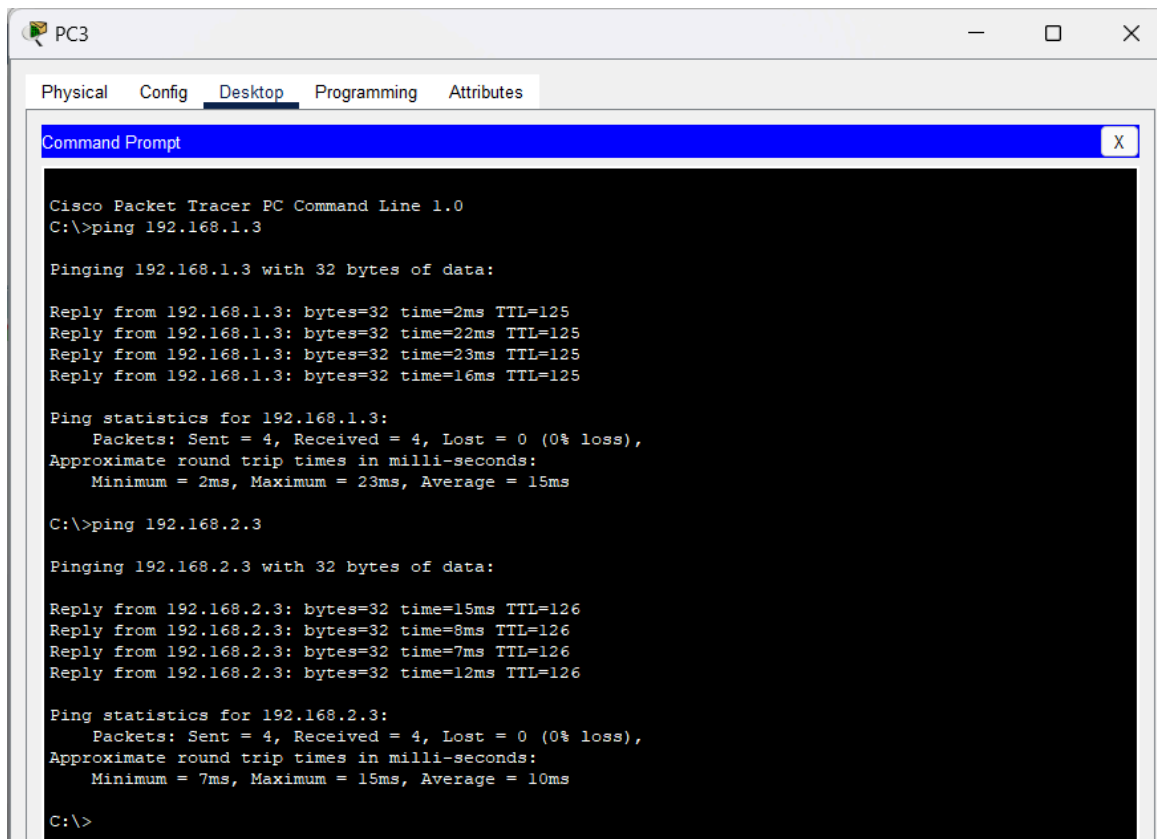 PC3
Physical Config Desktop Programming Attributes
Command Prompt
X
Cisco Packet Tracer PC Command Line 1.0
C:\>ping 192.168.1.3
Pinging 192.168.1.3 with 32 bytes of data:
Reply from 192.168.1.3: bytes=32 time=2ms TTL=125
Reply from 192.168.1.3: bytes=32 time=22ms TTL=125
Reply from 192.168.1.3: bytes=32 time=23ms TTL=125
Reply from 192.168.1.3: bytes=32 time=16ms TTL=125
Ping statistics for 192.168.1.3:
Packets: Sent = 4, Received = 4, Lost = 0 (0% loss),
Approximate round trip times in milli-seconds:
Minimum = 2ms, Maximum = 23ms, Average = 15ms
C:\>ping 192.168.2.3
Pinging 192.168.2.3 with 32 bytes of data:
Reply from 192.168.2.3: bytes=32 time=15ms TTL=126
Reply from 192.168.2.3: bytes=32 time=8ms TTL=126
Reply from 192.168.2.3: bytes=32 time=7ms TTL=126
Reply from 192.168.2.3: bytes=32 time=12ms TTL=126
Ping statistics for 192.168.2.3:
Packets: Sent = 4, Received = 4, Lost = 0 (0% loss),
Approximate round trip times in milli-seconds:
Minimum = 7ms, Maximum = 15ms, Average = 10ms
C:\>